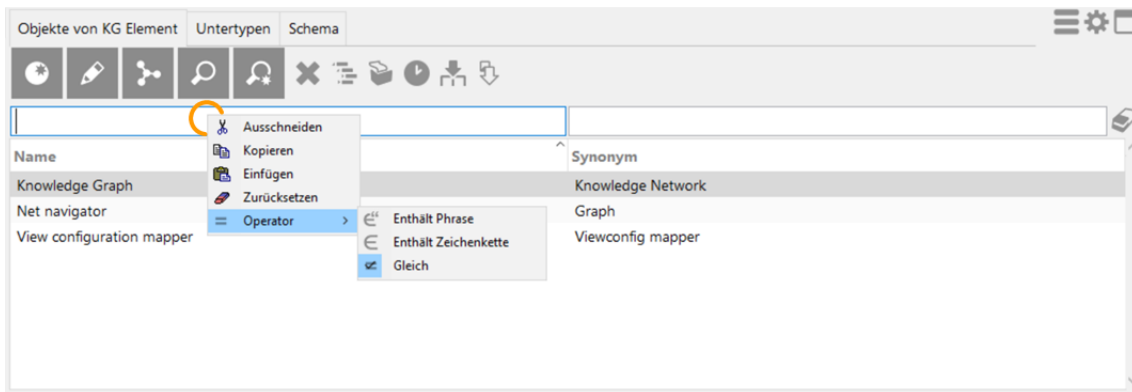 Objekte von KG Element Untertypen Schema
Ausschneiden
Kopieren
Einfügen
Zurücksetzen
Operator
Enthält Phrase
Enthält Zeichenkette
Gleich
Name Synonym
Knowledge Graph Knowledge Network
Net navigator Graph
View configuration mapper Viewconfig mapper